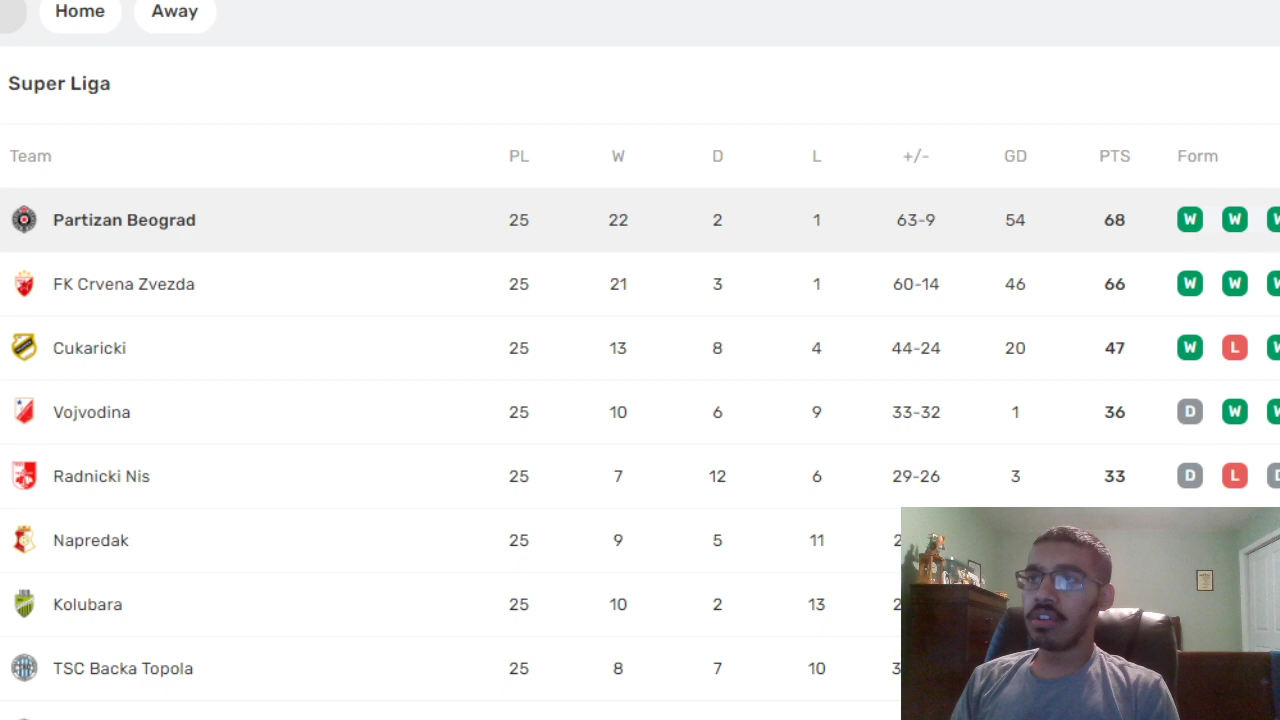 Home Away
Super Liga
Team PL W D L +/- GD PTS Form
Partizan Beograd 25 22 2 1 63-9 54 68 W W W
FK Crvena Zvezda 25 21 3 1 60-14 46 66 W W W
Cukaricki 25 13 8 4 44-24 20 47 W L W
Vojvodina 25 10 6 9 33-32 1 36 D W W
Radnicki Nis 25 7 12 6 29-26 3 33 D L D
Napredak 25 9 5 11 2
Kolubara 25 10 2 13 2
TSC Backa Topola 25 8 7 10 3